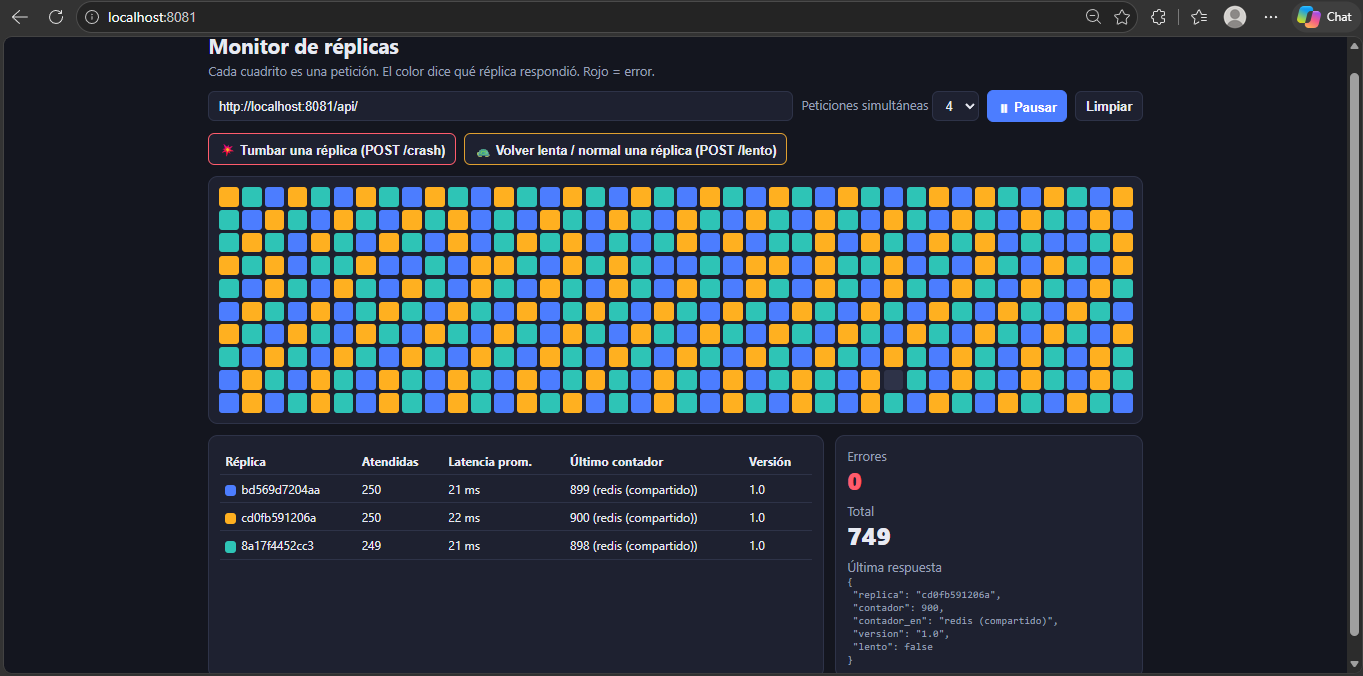 localhost:8081
Chat
Monitor de réplicas
Cada cuadrito es una petición. El color dice qué réplica respondió. Rojo = error.
http://localhost:8081/api/ Peticiones simultáneas 4 Pausar Limpiar
Tumbar una réplica (POST /crash) Volver lenta / normal una réplica (POST /lento)
Réplica Atendidas Latencia prom. Último contador Versión
bd569d7204aa 250 21 ms 899 (redis (compartido)) 1.0
cd0fb591206a 250 22 ms 900 (redis (compartido)) 1.0
8a17f4452cc3 249 21 ms 898 (redis (compartido)) 1.0
Errores
0
Total
749
Última respuesta
{
"replica": "cd0fb591206a",
"contador": 900,
"contador_en": "redis (compartido)",
"version": "1.0",
"lento": false
}